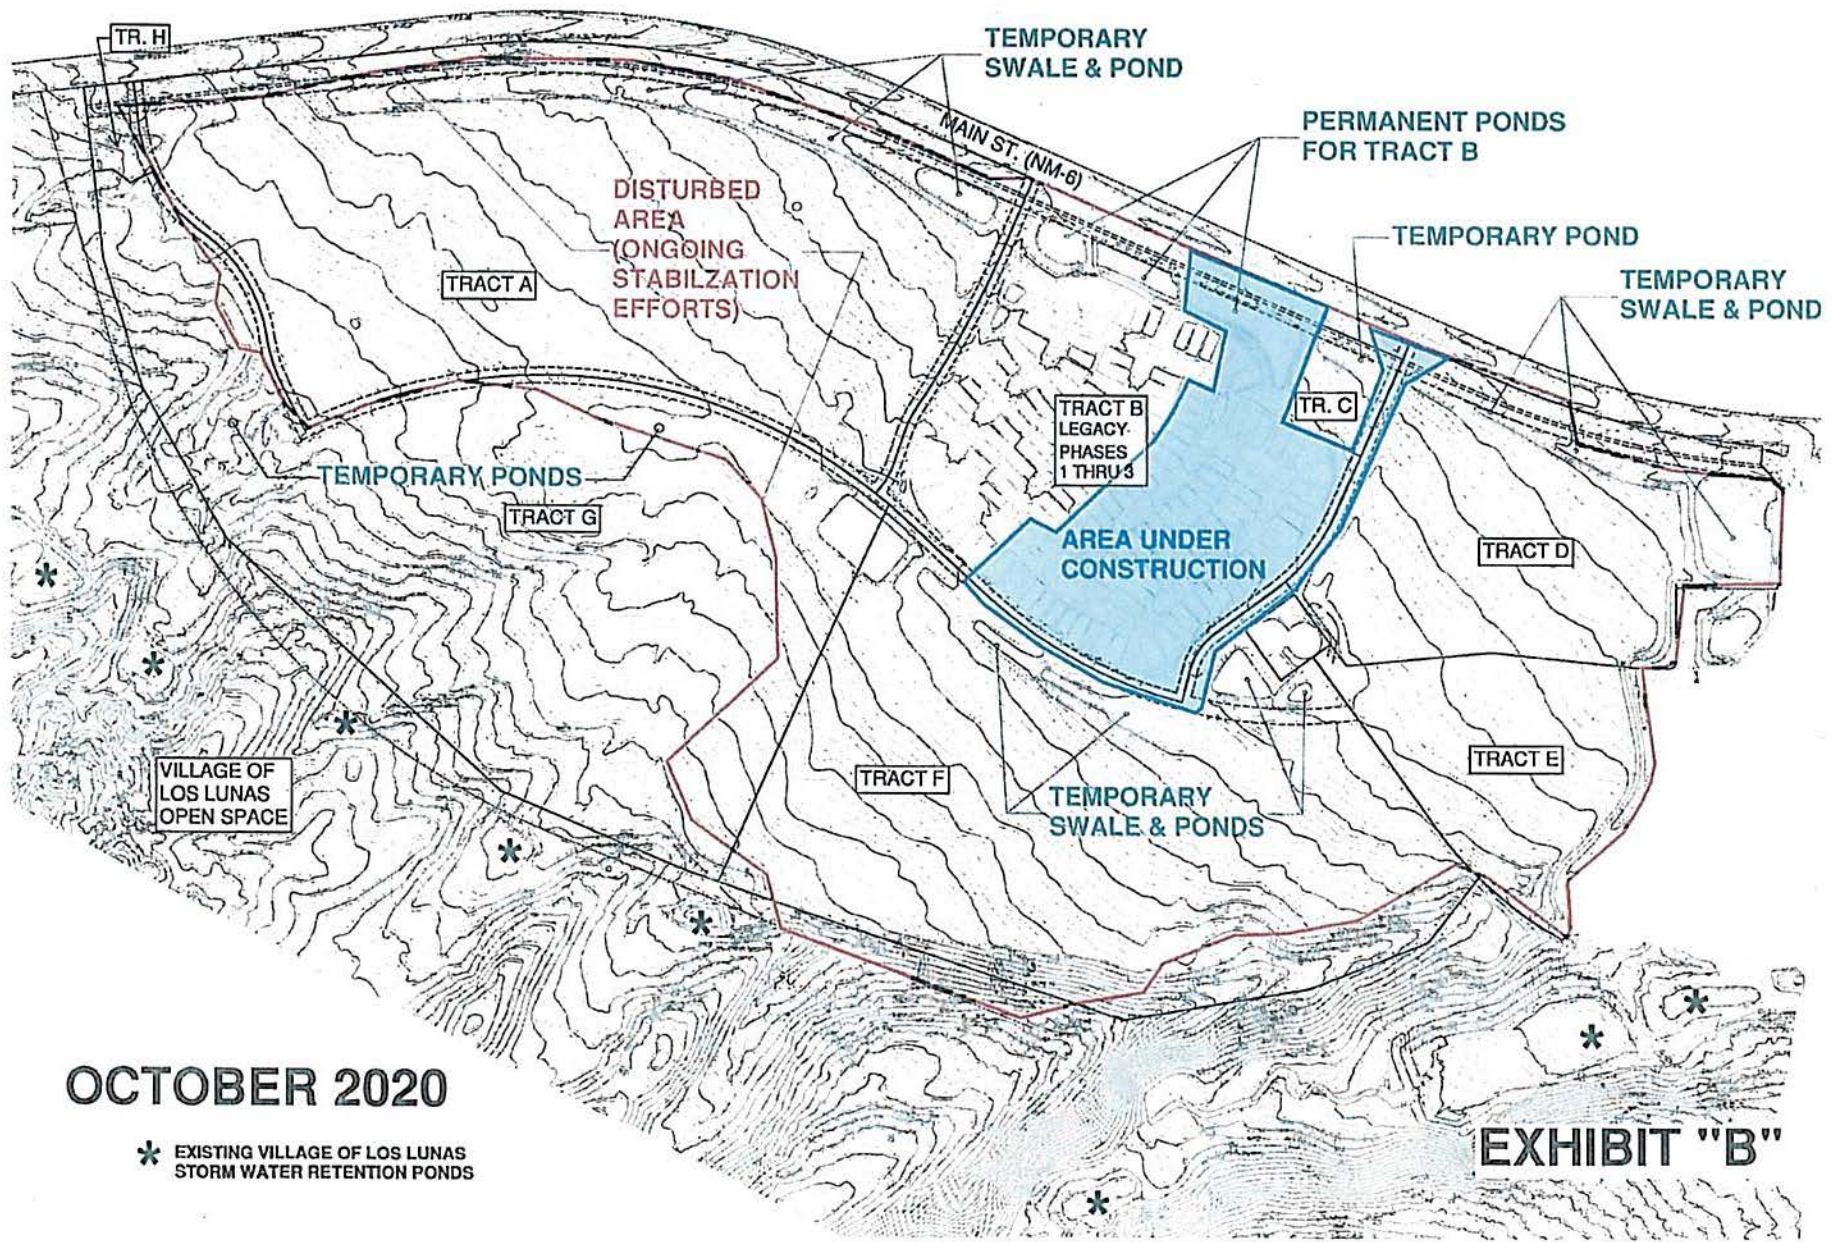 TR. H
TEMPORARY
SWALE & POND
PERMANENT PONDS
FOR TRACT B
MAIN ST. (NM-6)
DISTURBED
AREA
(ONGOING
STABILZATION
EFFORTS)
TEMPORARY POND
TEMPORARY
SWALE & POND
TRACT A
TRACT B
LEGACY
PHASES
1 THRU 3
TR. C
TEMPORARY PONDS
TRACT G
AREA UNDER
CONSTRUCTION
TRACT D
TRACT E
TRACT F
VILLAGE OF
LOS LUNAS
OPEN SPACE
TEMPORARY
SWALE & PONDS
OCTOBER 2020
* EXISTING VILLAGE OF LOS LUNAS
STORM WATER RETENTION PONDS
EXHIBIT "B"